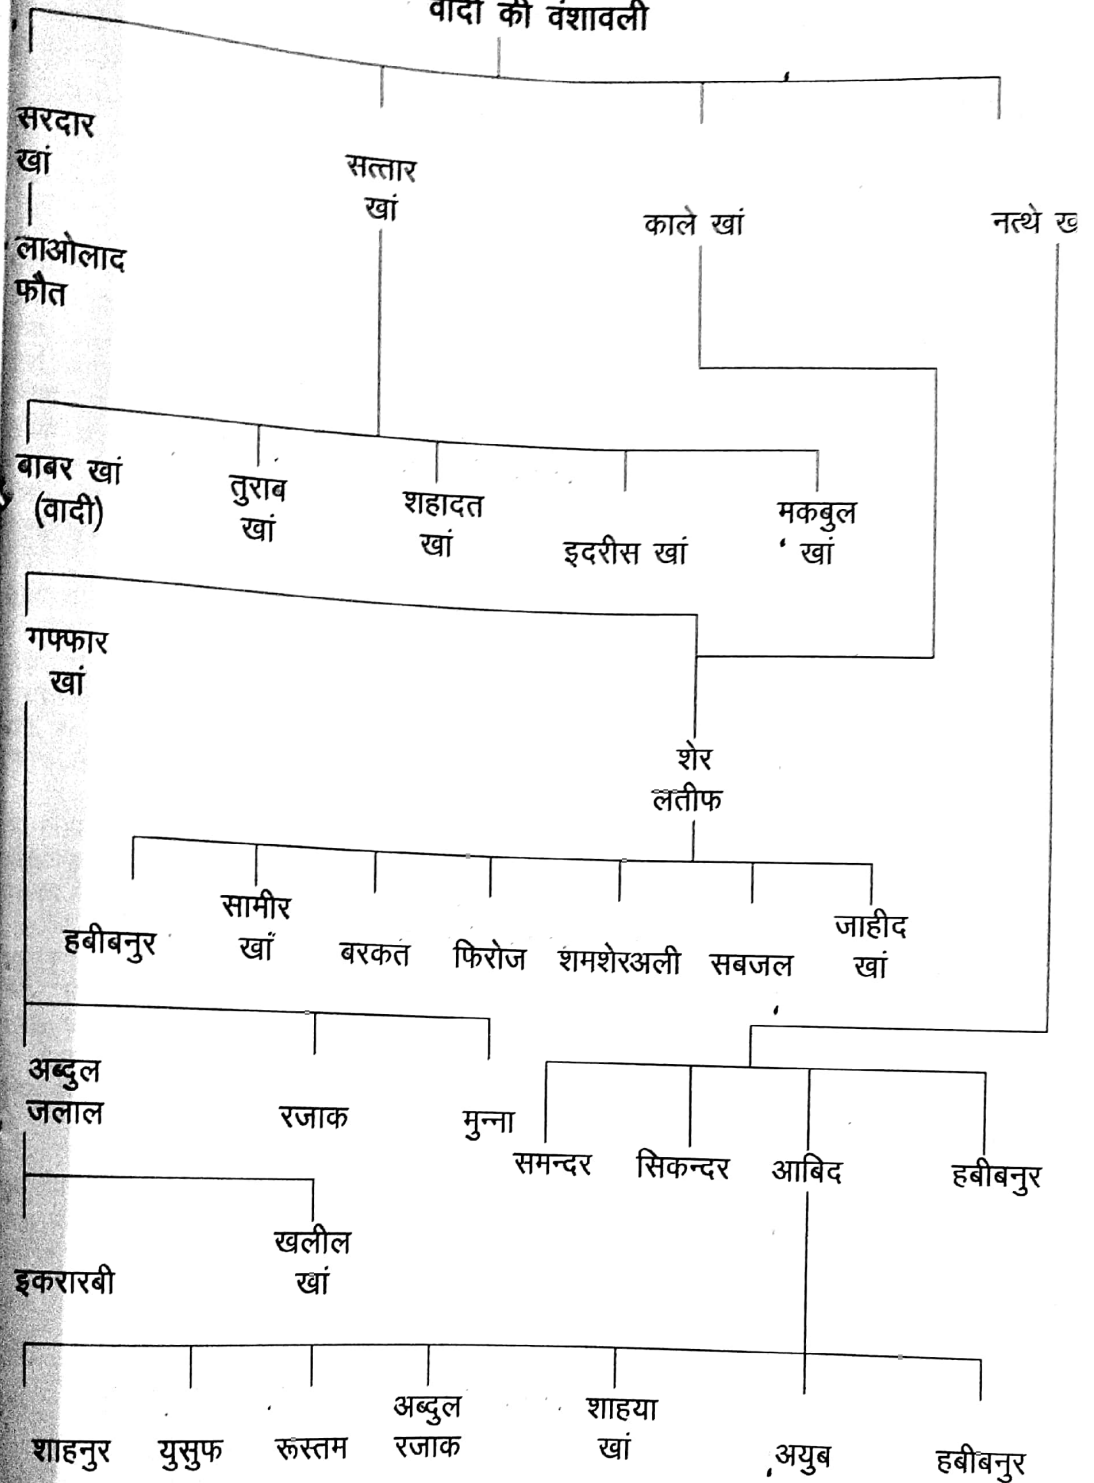 वादी की वंशावली
सरदार
खां
लाओलाद
फौत
सत्तार
खां
काले खां
नत्थे ख
बाबर खां
(वादी)
तुराब
खां
शहादत
खां
इदरीस खां
मकबुल
खां
गफ्फार
खां
शेर
लतीफ
हबीबनुर
सामीर
खाँ
बरकत
फिरोज
शमशेरअली
सबजल
जाहीद
खां
अब्दुल
जलाल
रजाक
मुन्ना
समन्दर
सिकन्दर
आबिद
हबीबनुर
इकरारबी
खलील
खां
शाहनुर
युसुफ
रूस्तम
अब्दुल
रजाक
शाहया
खां
अयुब
हबीबनुर